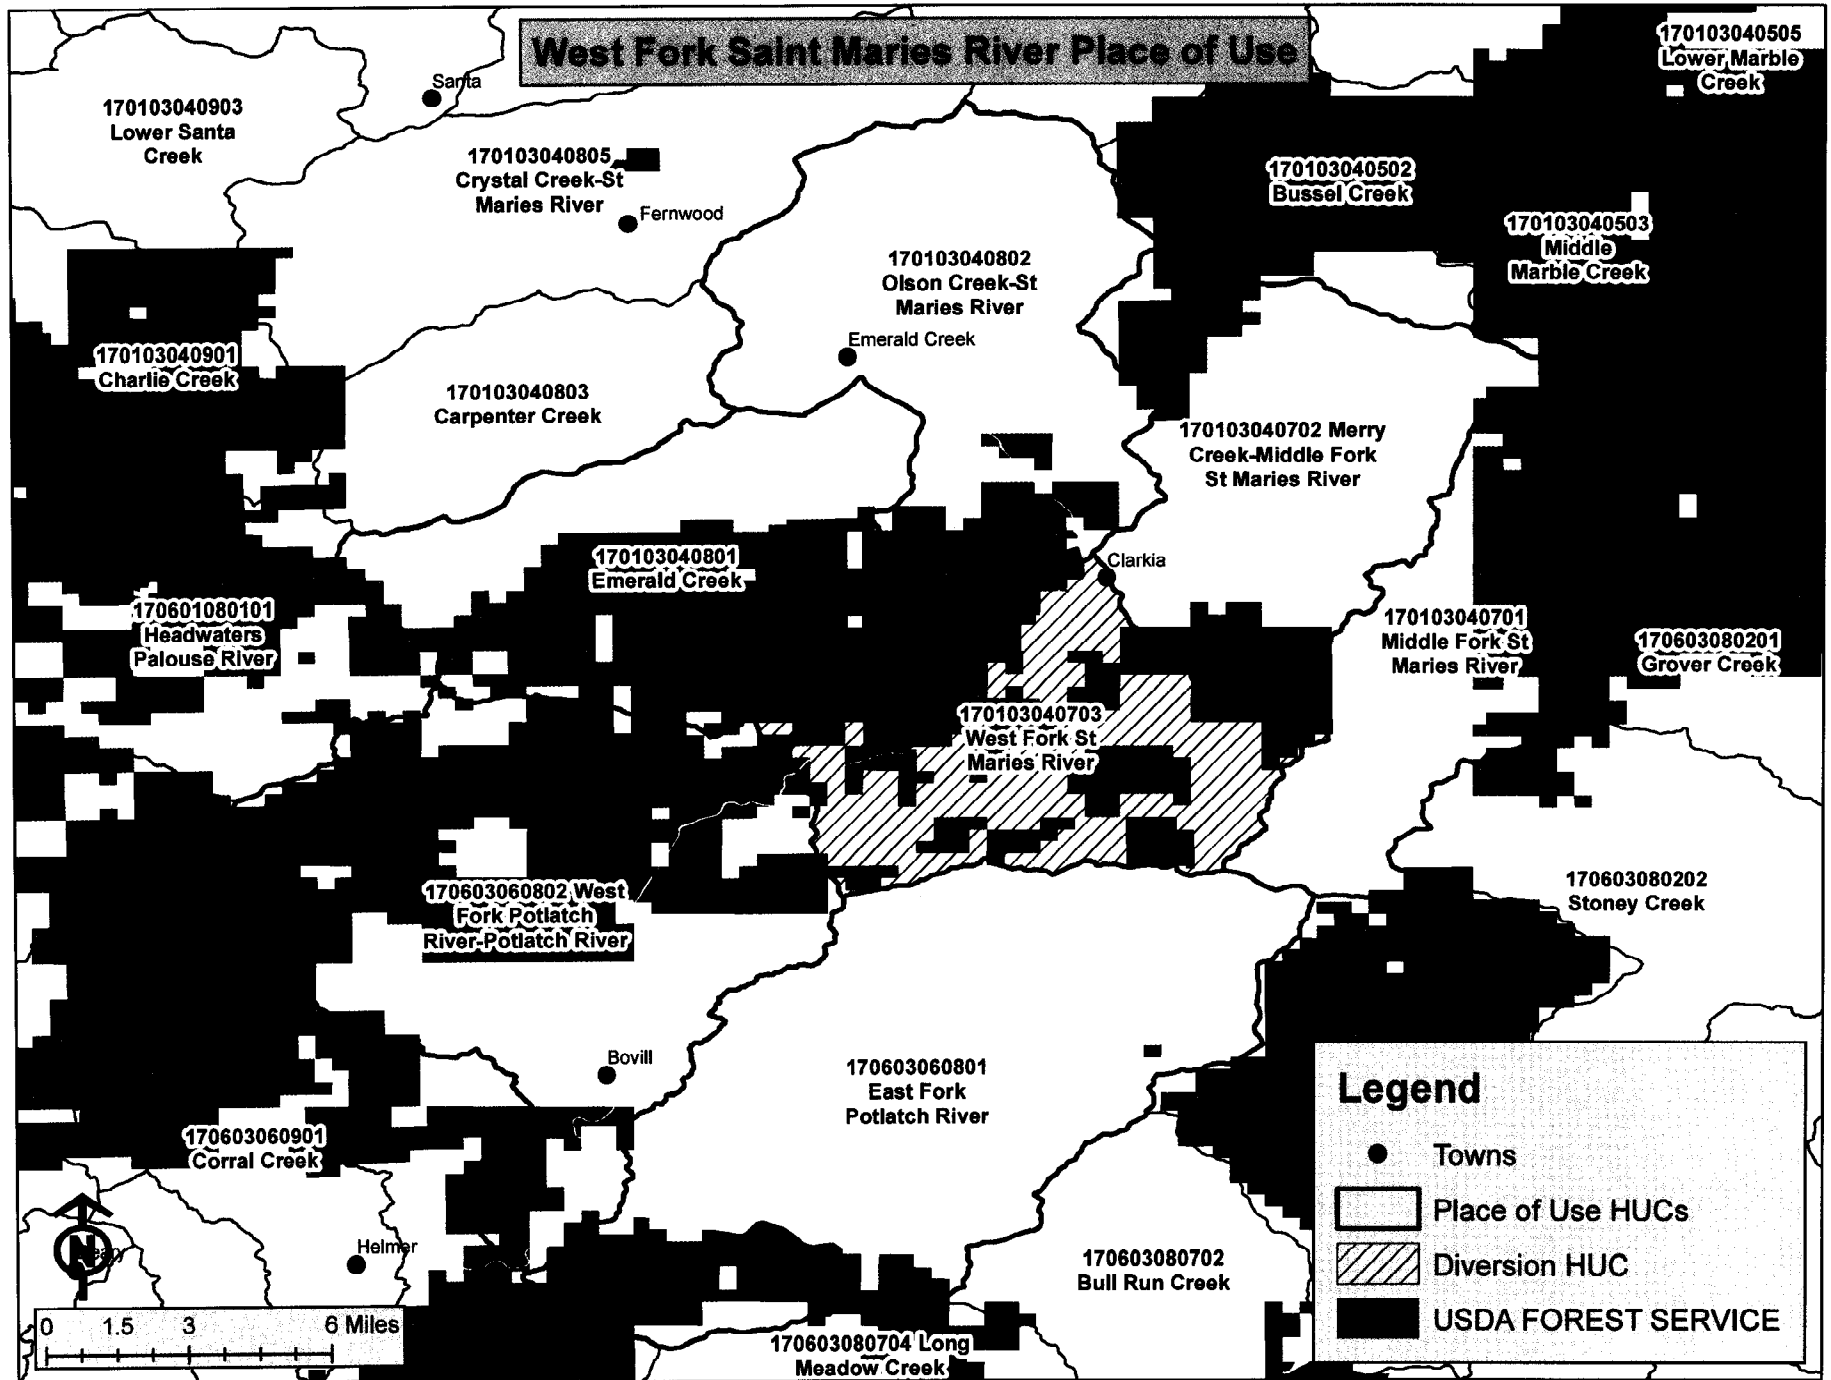 West Fork Saint Maries River Place of Use
170103040505
Lower Marble
Creek
Santa
170103040903
Lower Santa
Creek
170103040805
Crystal Creek-St
Maries River
Fernwood
170103040502
Bussel Creek
170103040503
Middle
Marble Creek
170103040802
Olson Creek-St
Maries River
Emerald Creek
170103040901
Charlie Creek
170103040803
Carpenter Creek
170103040702 Merry
Creek-Middle Fork
St Maries River
170103040801
Emerald Creek
Clarkia
170601080101
Headwaters
Palouse River
170103040701
Middle Fork St
Maries River
170603080201
Grover Creek
170103040703
West Fork St
Maries River
170603060802 West
Fork Potlatch
River-Potlatch River
170603080202
Stoney Creek
Bovill
170603060801
East Fork
Potlatch River
170603060901
Corral Creek
N
Helmer
170603080702
Bull Run Creek
170603080704 Long
Meadow Creek
0 1.5 3 6 Miles
Legend
Towns
Place of Use HUCs
Diversion HUC
USDA FOREST SERVICE